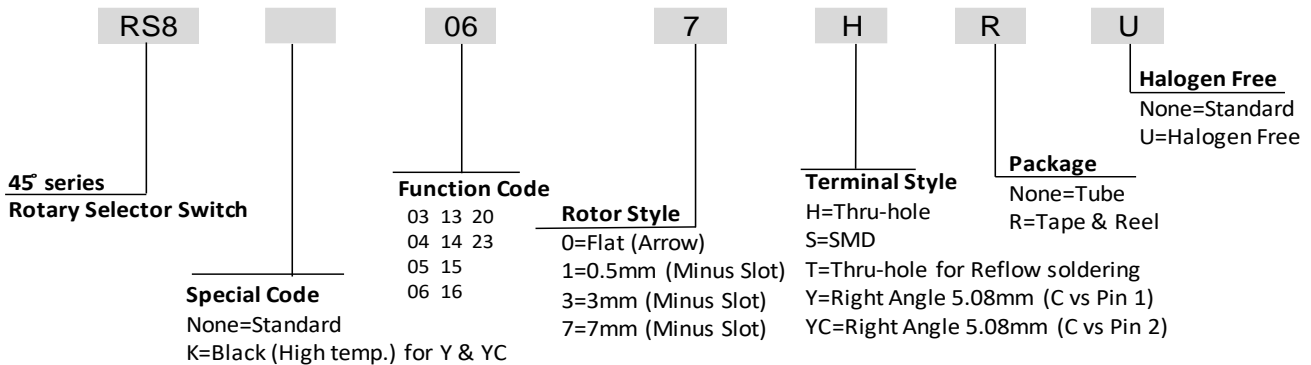 RS8 06 7 H R U
45° series
Rotary Selector Switch
Special Code
None=Standard
K=Black (High temp.) for Y & YC
Function Code
03 13 20
04 14 23
05 15
06 16
Rotor Style
0=Flat (Arrow)
1=0.5mm (Minus Slot)
3=3mm (Minus Slot)
7=7mm (Minus Slot)
Terminal Style
H=Thru-hole
S=SMD
T=Thru-hole for Reflow soldering
Y=Right Angle 5.08mm (C vs Pin 1)
YC=Right Angle 5.08mm (C vs Pin 2)
Package
None=Tube
R=Tape & Reel
Halogen Free
None=Standard
U=Halogen Free